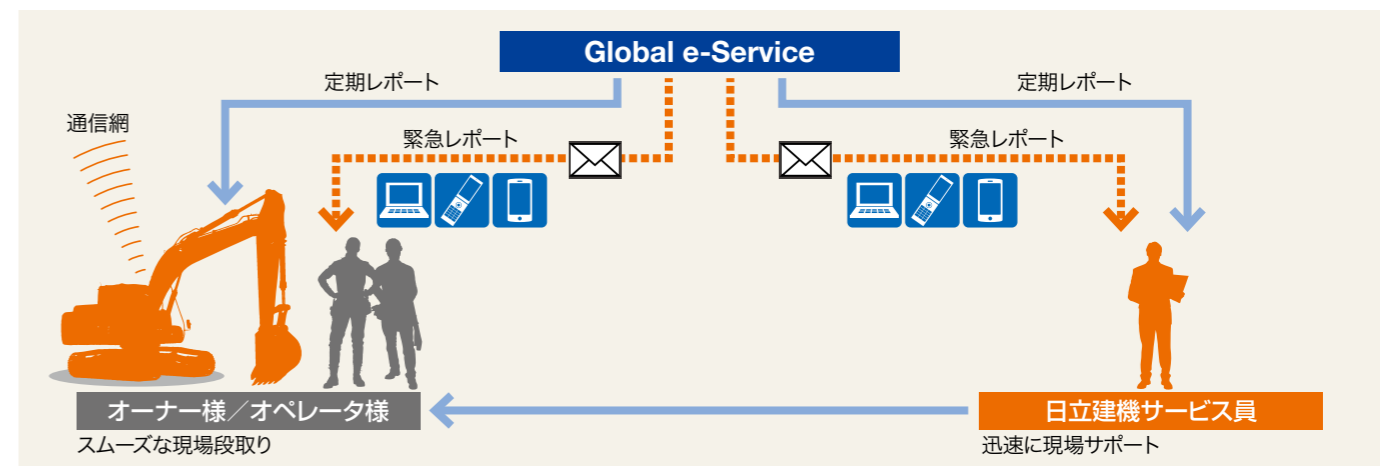 Global e-Service
定期レポート
定期レポート
通信網
緊急レポート
緊急レポート
オーナー様／オペレータ様
日立建機サービス員
スムーズな現場段取り
迅速に現場サポート